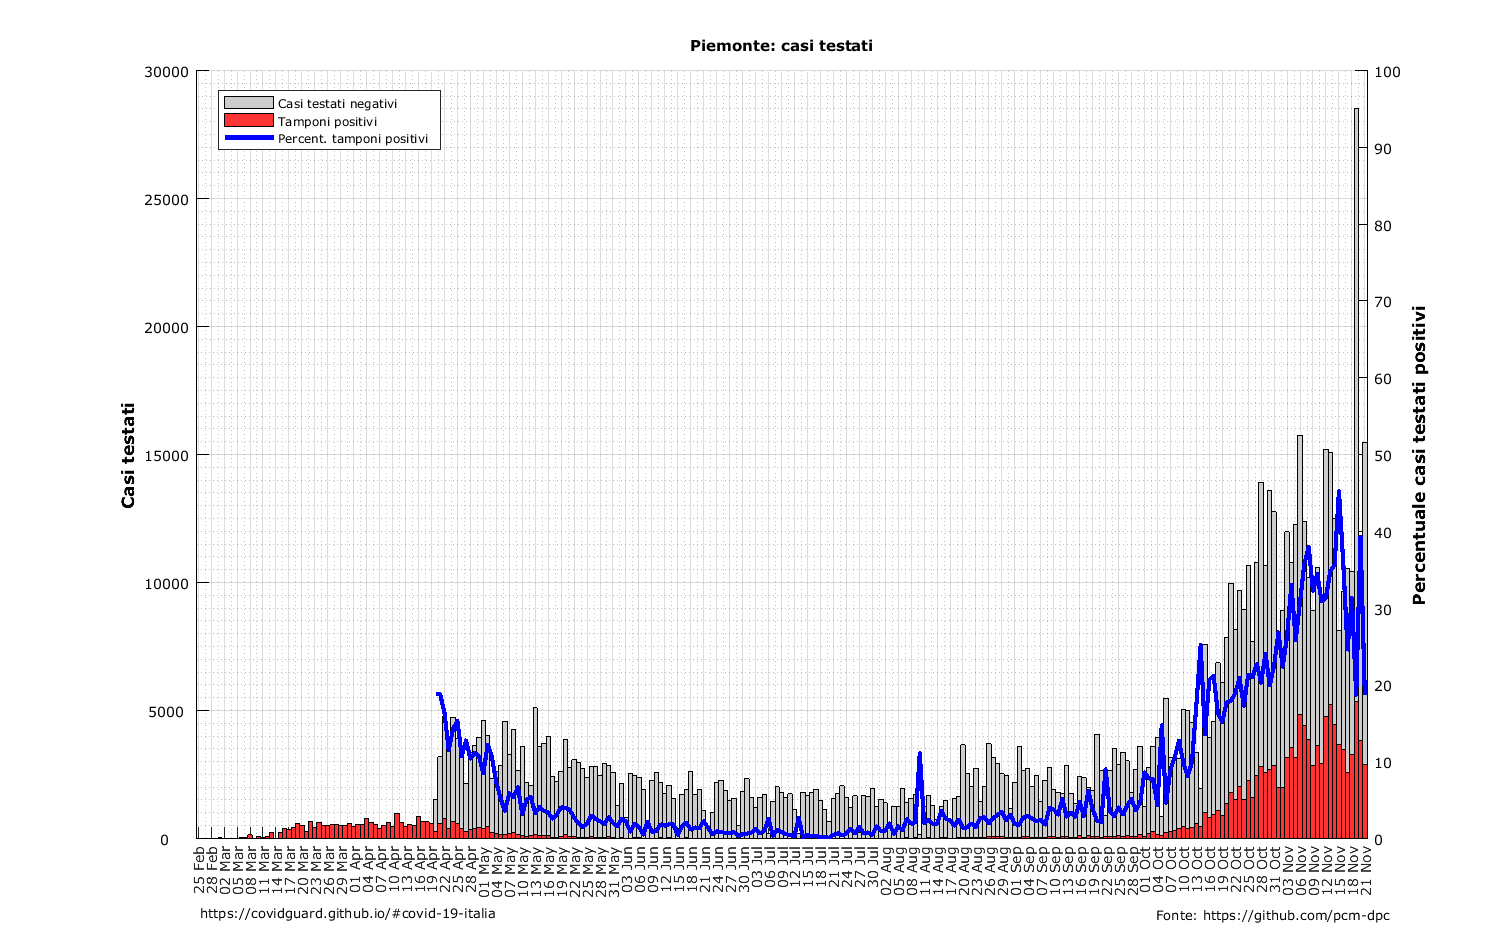 Piemonte: casi testati
Casi testati negativi
Tamponi positivi
Percent. tamponi positivi
30000
25000
20000
15000
10000
5000
0
100
90
80
70
60
50
40
30
20
10
0
Casi testati
Percentuale casi testati positivi
25 Feb
28 Feb
02 Mar
05 Mar
08 Mar
11 Mar
14 Mar
17 Mar
20 Mar
23 Mar
26 Mar
29 Mar
01 Apr
04 Apr
07 Apr
10 Apr
13 Apr
16 Apr
19 Apr
22 Apr
25 Apr
28 Apr
01 May
04 May
07 May
10 May
13 May
16 May
19 May
22 May
25 May
28 May
31 May
03 Jun
06 Jun
09 Jun
12 Jun
15 Jun
18 Jun
21 Jun
24 Jun
27 Jun
30 Jun
03 Jul
06 Jul
09 Jul
12 Jul
15 Jul
18 Jul
21 Jul
24 Jul
27 Jul
30 Jul
02 Aug
05 Aug
08 Aug
11 Aug
14 Aug
17 Aug
20 Aug
23 Aug
26 Aug
29 Aug
01 Sep
04 Sep
07 Sep
10 Sep
13 Sep
16 Sep
19 Sep
22 Sep
25 Sep
28 Sep
01 Oct
04 Oct
07 Oct
10 Oct
13 Oct
16 Oct
19 Oct
22 Oct
25 Oct
28 Oct
31 Oct
03 Nov
06 Nov
09 Nov
12 Nov
15 Nov
18 Nov
21 Nov
https://covidguard.github.io/#covid-19-italia
Fonte: https://github.com/pcm-dpc